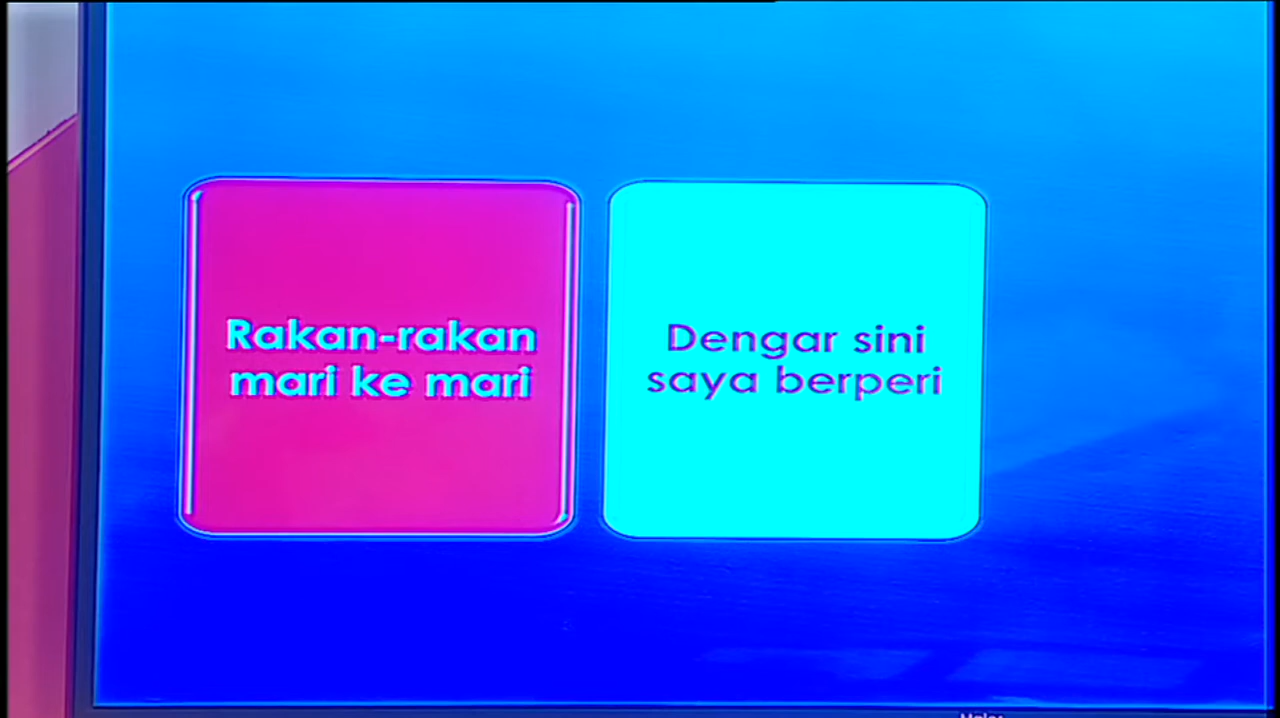 Rakan-rakan
mari ke mari
Dengar sini
saya berperi